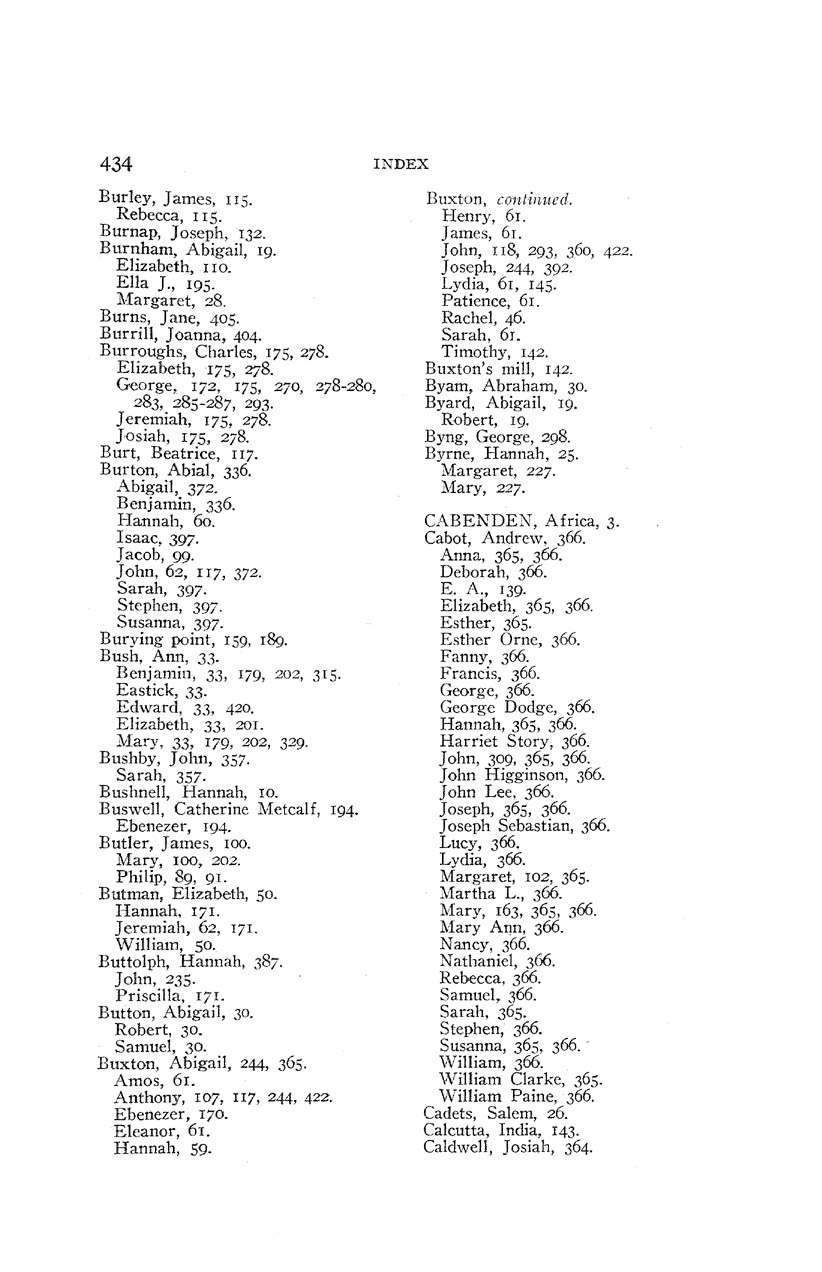 434
INDEX
Burley, James, 115.
Rebecca, 115.
Burnap, Joseph, 132.
Burnham, Abigail, 19.
Elizabeth, 110.
Ella J., 195.
Margaret, 28.
Burns, Jane, 405.
Burrill, Joanna, 404.
Burroughs, Charles, 175, 278.
Elizabeth, 175, 278.
George, 172, 175, 270, 278-280,
283, 285-287, 293.
Jeremiah, 175, 278.
Josiah, 175, 278.
Burt, Beatrice, 117.
Burton, Abial, 336.
Abigail, 372.
Benjamin, 336.
Hannah, 60.
Isaac, 397.
Jacob, 99.
John, 62, 117, 372.
Sarah, 397.
Stephen, 397.
Susanna, 397.
Burying point, 159, 189.
Bush, Ann, 33.
Benjamin, 33, 179, 202, 315.
Eastick, 33.
Edward, 33, 420.
Elizabeth, 33, 201.
Mary, 33, 179, 202, 329.
Bushby, John, 357.
Sarah, 357.
Bushnell, Hannah, 10.
Buswell, Catherine Metcalf, 194.
Ebenezer, 194.
Butler, James, 100.
Mary, 100, 202.
Philip, 89, 91.
Butman, Elizabeth, 50.
Hannah, 171.
Jeremiah, 62, 171.
William, 50.
Buttolph, Hannah, 387.
John, 235.
Priscilla, 171.
Button, Abigail, 30.
Robert, 30.
Samuel, 30.
Buxton, Abigail, 244, 365.
Amos, 61.
Anthony, 107, 117, 244, 422.
Ebenezer, 170.
Eleanor, 61.
Hannah, 59.
Buxton, continued.
Henry, 61.
James, 61.
John, 118, 293, 360, 422.
Joseph, 244, 392.
Lydia, 61, 145.
Patience, 61.
Rachel, 46.
Sarah, 61.
Timothy, 142.
Buxton's mill, 142.
Byam, Abraham, 30.
Byard, Abigail, 19.
Robert, 19.
Byng, George, 298.
Byrne, Hannah, 25.
Margaret, 227.
Mary, 227.
CABENDEN, Africa, 3.
Cabot, Andrew, 366.
Anna, 365, 366.
Deborah, 366.
E. A., 139.
Elizabeth, 365, 366.
Esther, 365.
Esther Orne, 366.
Fanny, 366.
Francis, 366.
George, 366.
George Dodge, 366.
Hannah, 365, 366.
Harriet Story, 366.
John, 309, 365, 366.
John Higginson, 366.
John Lee, 366.
Joseph, 365, 366.
Joseph Sebastian, 366.
Lucy, 366.
Lydia, 366.
Margaret, 102, 365.
Martha L., 366.
Mary, 163, 365, 366.
Mary Ann, 366.
Nancy, 366.
Nathaniel, 366.
Rebecca, 366.
Samuel, 366.
Sarah, 365.
Stephen, 366.
Susanna, 365, 366.
William, 366.
William Clarke, 365.
William Paine, 366.
Cadets, Salem, 26.
Calcutta, India, 143.
Caldwell, Josiah, 364.